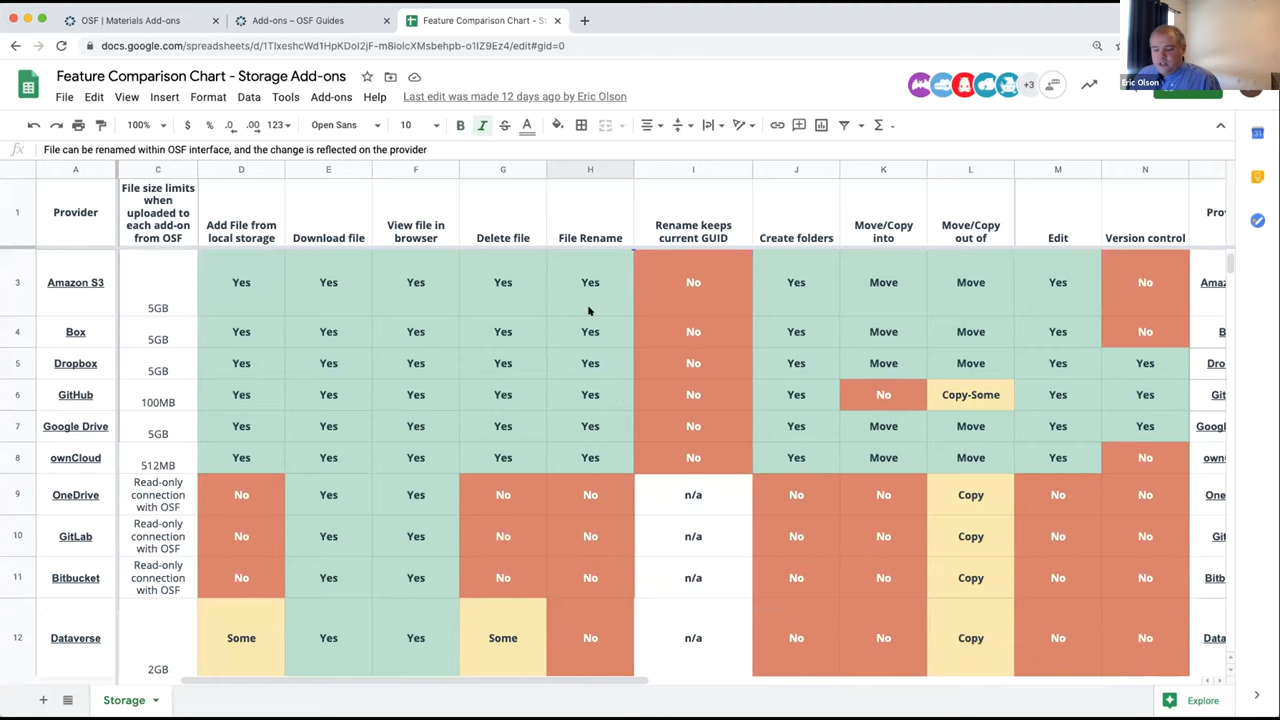 OSF | Materials Add-ons
Add-ons – OSF Guides
Feature Comparison Chart - S
docs.google.com/spreadsheets/d/
Feature Comparison Chart - Storage Add-ons
File Edit View Insert Format Data Tools Add-ons Help Last edit was made 12 days ago by Eric Olson
+3
Eric Olson
100% $ % .0 .00 123 Open Sans 10 B I S A
fx File can be renamed within OSF interface, and the change is reflected on the provider
A C D E F G H I J K L M N
1 Provider
File size limits
when
uploaded to
each add-on
from OSF
Add File from
local storage
Download file
View file in
browser
Delete file
File Rename
Rename keeps
current GUID
Create folders
Move/Copy
into
Move/Copy
out of
Edit
Version control
Pro
3 Amazon S3 5GB Yes Yes Yes Yes Yes No Yes Move Move Yes No Ama
4 Box 5GB Yes Yes Yes Yes Yes No Yes Move Move Yes No B
5 Dropbox 5GB Yes Yes Yes Yes Yes No Yes Move Move Yes Yes Dro
6 GitHub 100MB Yes Yes Yes Yes Yes No Yes No Copy-Some Yes Yes Git
7 Google Drive 5GB Yes Yes Yes Yes Yes No Yes Move Move Yes Yes Goog
8 ownCloud 512MB Yes Yes Yes Yes Yes No Yes Move Move Yes No own
9 OneDrive
Read-only
connection
with OSF
No Yes Yes No No n/a No No Copy No No One
10 GitLab
Read-only
connection
with OSF
No Yes Yes No No n/a No No Copy No No Git
11 Bitbucket
Read-only
connection
with OSF
No Yes Yes No No n/a No No Copy No No Bitb
12 Dataverse 2GB Some Yes Yes Some No n/a No No Copy No No Data
Storage
Explore